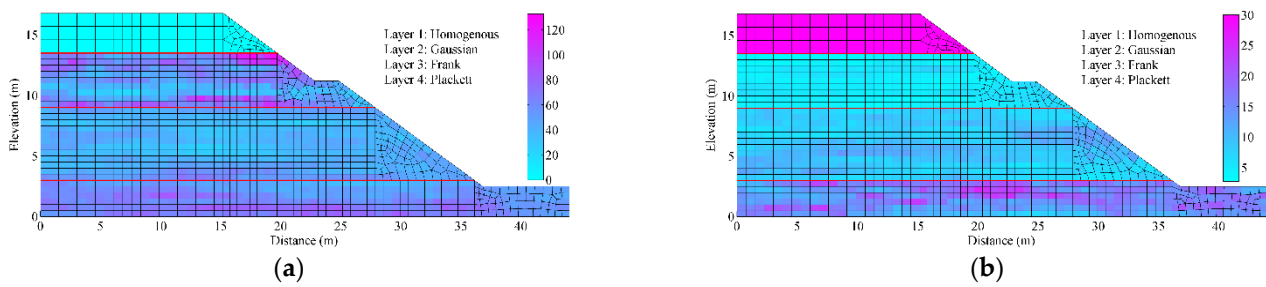 Layer 1: Homogenous
Layer 2: Gaussian
Layer 3: Frank
Layer 4: Plackett
Elevation (m)
15
10
5
0
0 5 10 15 20 25 30 35 40
Distance (m)
120
100
80
60
40
20
0
(a)
Layer 1: Homogenous
Layer 2: Gaussian
Layer 3: Frank
Layer 4: Plackett
Elevation (m)
15
10
5
0
0 5 10 15 20 25 30 35 40
Distance (m)
30
25
20
15
10
5
(b)